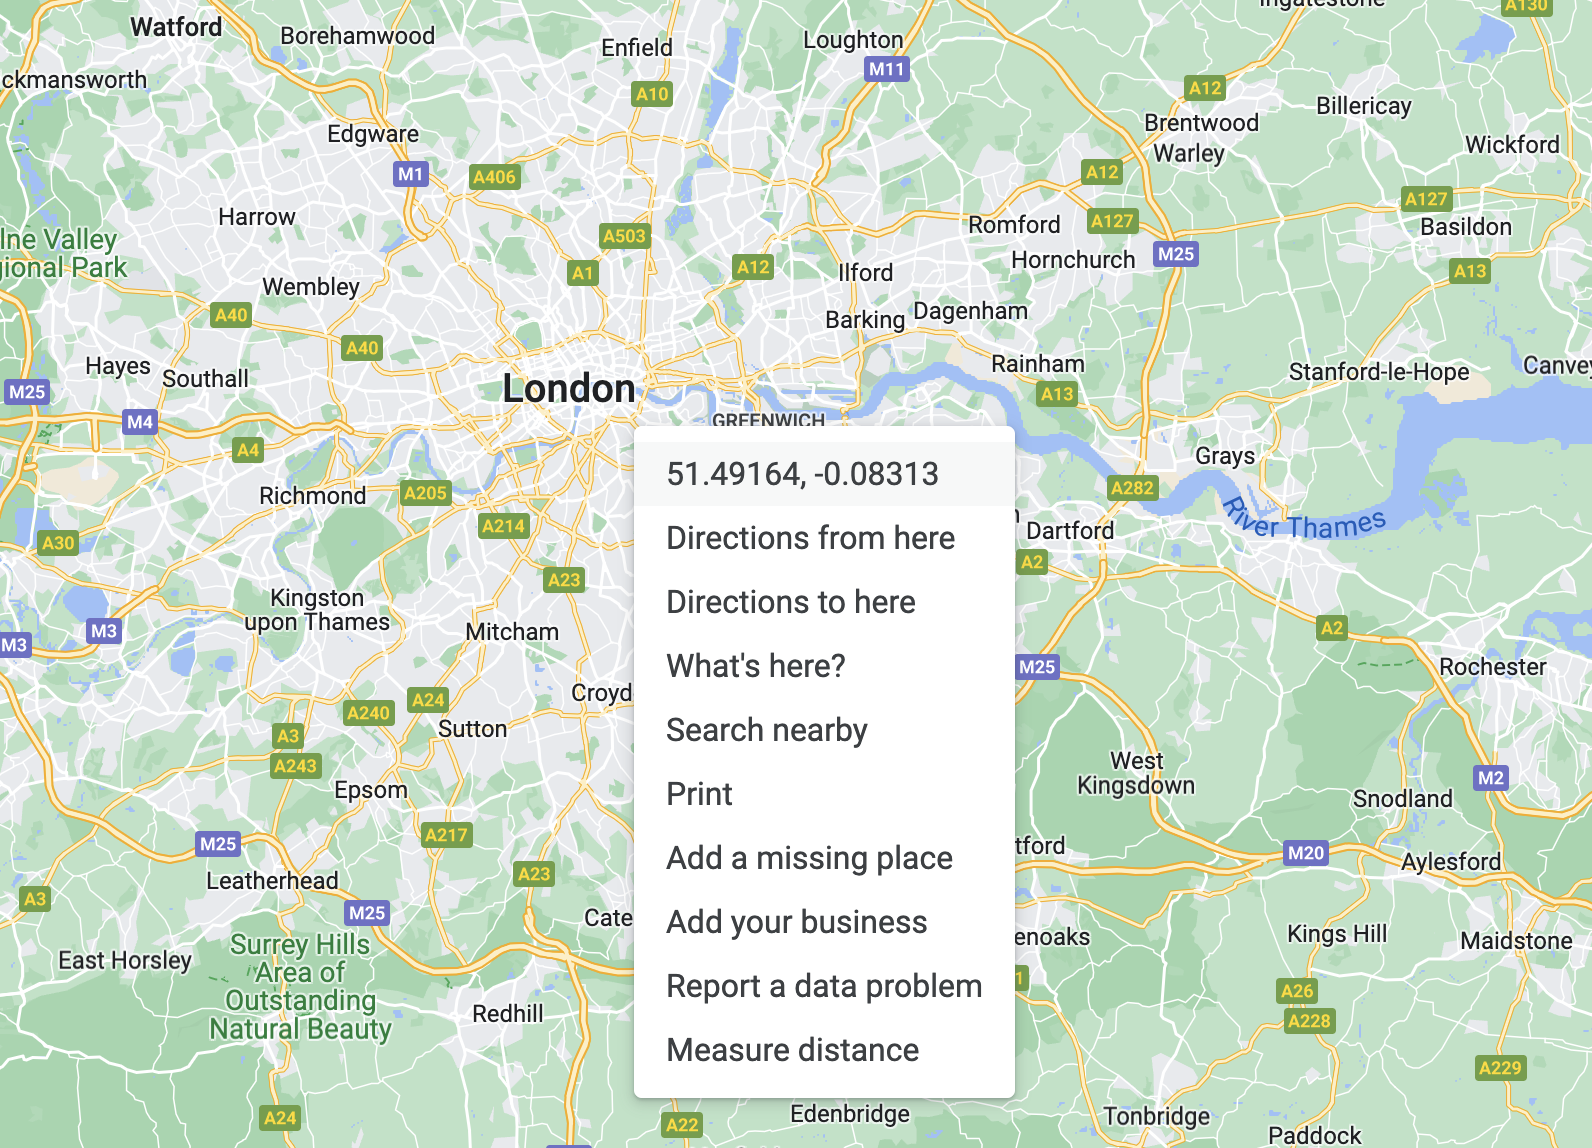 Watford
Borehamwood
Enfield
Loughton
Ingatestone
A130
ckmansworth
M11
A10
A12
Billericay
Edgware
Brentwood
Warley
Wickford
M1
A406
A12
A127
Harrow
A503
Romford
A127
Basildon
lne Valley
gional Park
A1
A12
Ilford
Hornchurch
M25
A13
Wembley
A40
Barking
Dagenham
A40
Hayes
Southall
Rainham
Stanford-le-Hope
Canvey
M25
London
A13
M4
GREENWICH
A4
Grays
51.49164, -0.08313
Richmond
A205
A282
A214
River Thames
Dartford
A30
Directions from here
A2
A23
Kingston
upon Thames
Directions to here
M3
M3
Mitcham
A2
What's here?
M25
Rochester
Croyd
A24
A240
Sutton
Search nearby
A3
A243
West
Kingsdown
M2
Epsom
Print
Snodland
A217
M25
Add a missing place
tford
M20
Aylesford
Leatherhead
A23
A3
M25
Cate
Add your business
enoaks
Kings Hill
Maidstone
East Horsley
Surrey Hills
Area of
Outstanding
Natural Beauty
Report a data problem
1
A26
Redhill
A228
Measure distance
A229
A24
A22
Edenbridge
Tonbridge
Paddock